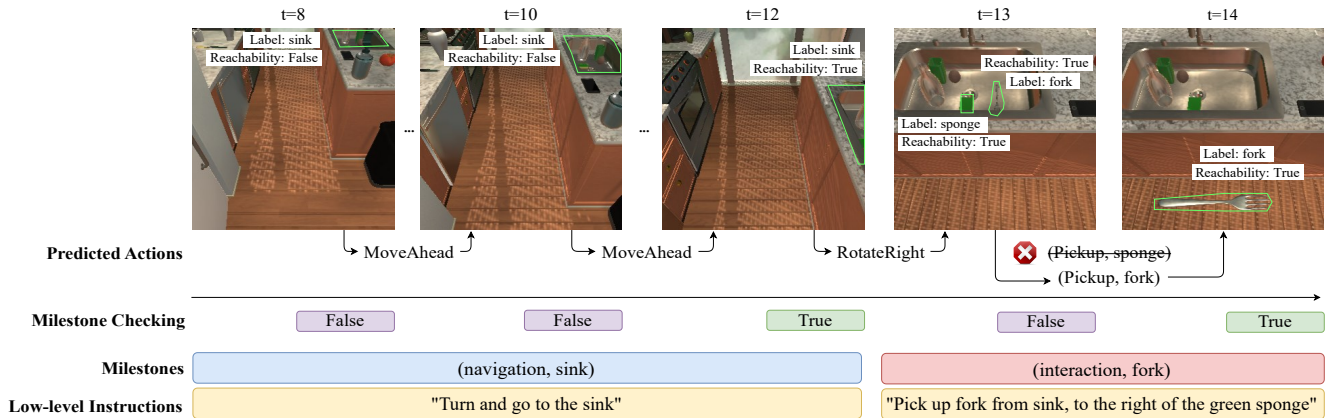 t=8
t=10
t=12
t=13
t=14
Label: sink
Reachability: False
Label: sink
Reachability: False
Label: sink
Reachability: True
Reachability: True
Label: fork
Label: sponge
Reachability: True
Label: fork
Reachability: True
...
...
Predicted Actions
MoveAhead
MoveAhead
RotateRight
(Pickup, sponge)
(Pickup, fork)
Milestone Checking
False
False
True
False
True
Milestones
(navigation, sink)
(interaction, fork)
Low-level Instructions
"Turn and go to the sink"
"Pick up fork from sink, to the right of the green sponge"